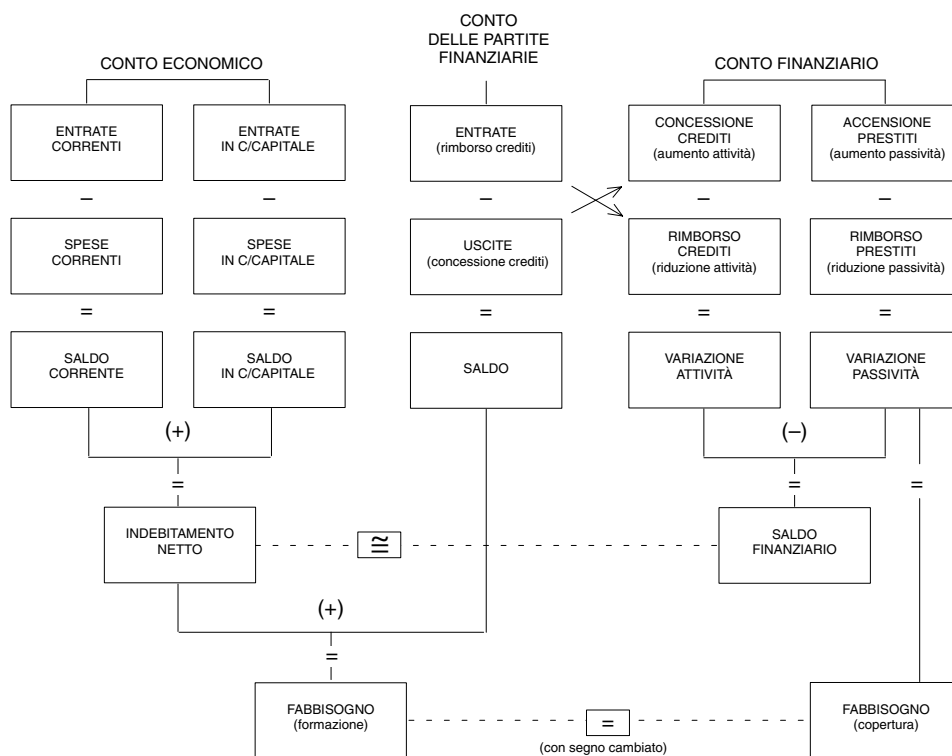 CONTO
DELLE PARTITE
FINANZIARIE
CONTO ECONOMICO
CONTO FINANZIARIO
ENTRATE
CORRENTI
ENTRATE
IN C/CAPITALE
ENTRATE
(rimborso crediti)
CONCESSIONE
CREDITI
(aumento attività)
ACCENSIONE
PRESTITI
(aumento passività)
– – – – –
SPESE
CORRENTI
SPESE
IN C/CAPITALE
USCITE
(concessione crediti)
RIMBORSO
CREDITI
(riduzione attività)
RIMBORSO
PRESTITI
(riduzione passività)
= = = = =
SALDO
CORRENTE
SALDO
IN C/CAPITALE
SALDO
VARIAZIONE
ATTIVITÀ
VARIAZIONE
PASSIVITÀ
(+)
(–)
= = =
INDEBITAMENTO
NETTO
≅
SALDO
FINANZIARIO
(+)
=
FABBISOGNO
(formazione)
=
(con segno cambiato)
FABBISOGNO
(copertura)